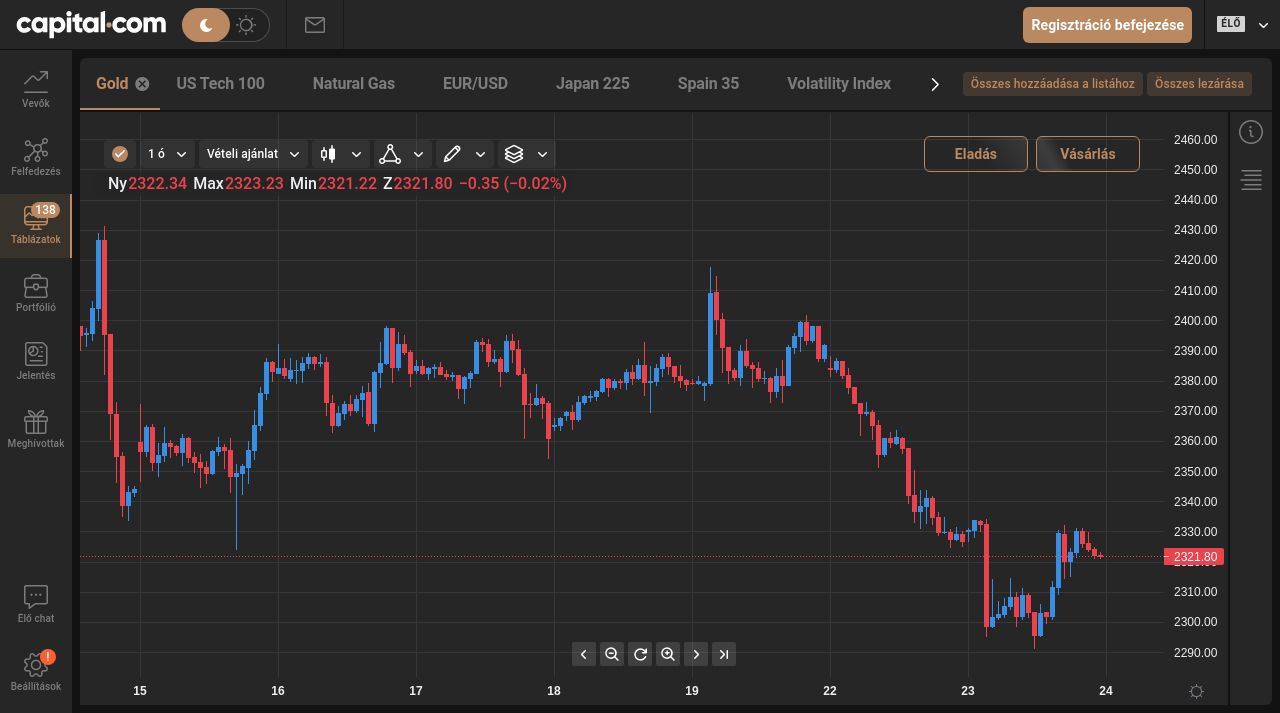 capital.com
Regisztráció befejezése
ÉLŐ
Gold
US Tech 100
Natural Gas
EUR/USD
Japan 225
Spain 35
Volatility Index
Összes hozzáadása a listához
Összes lezárása
Vevők
Felfedezés
138
Táblázatok
Portfólió
Jelentés
Meghívottak
Elő chat
!
Beállítások
1 ó
Vételi ajánlat
Eladás
Vásárlás
Ny2322.34 Max2323.23 Min2321.22 Z2321.80 −0.35 (−0.02%)
2460.00
2450.00
2440.00
2430.00
2420.00
2410.00
2400.00
2390.00
2380.00
2370.00
2360.00
2350.00
2340.00
2330.00
2321.80
2310.00
2300.00
2290.00
15
16
17
18
19
22
23
24